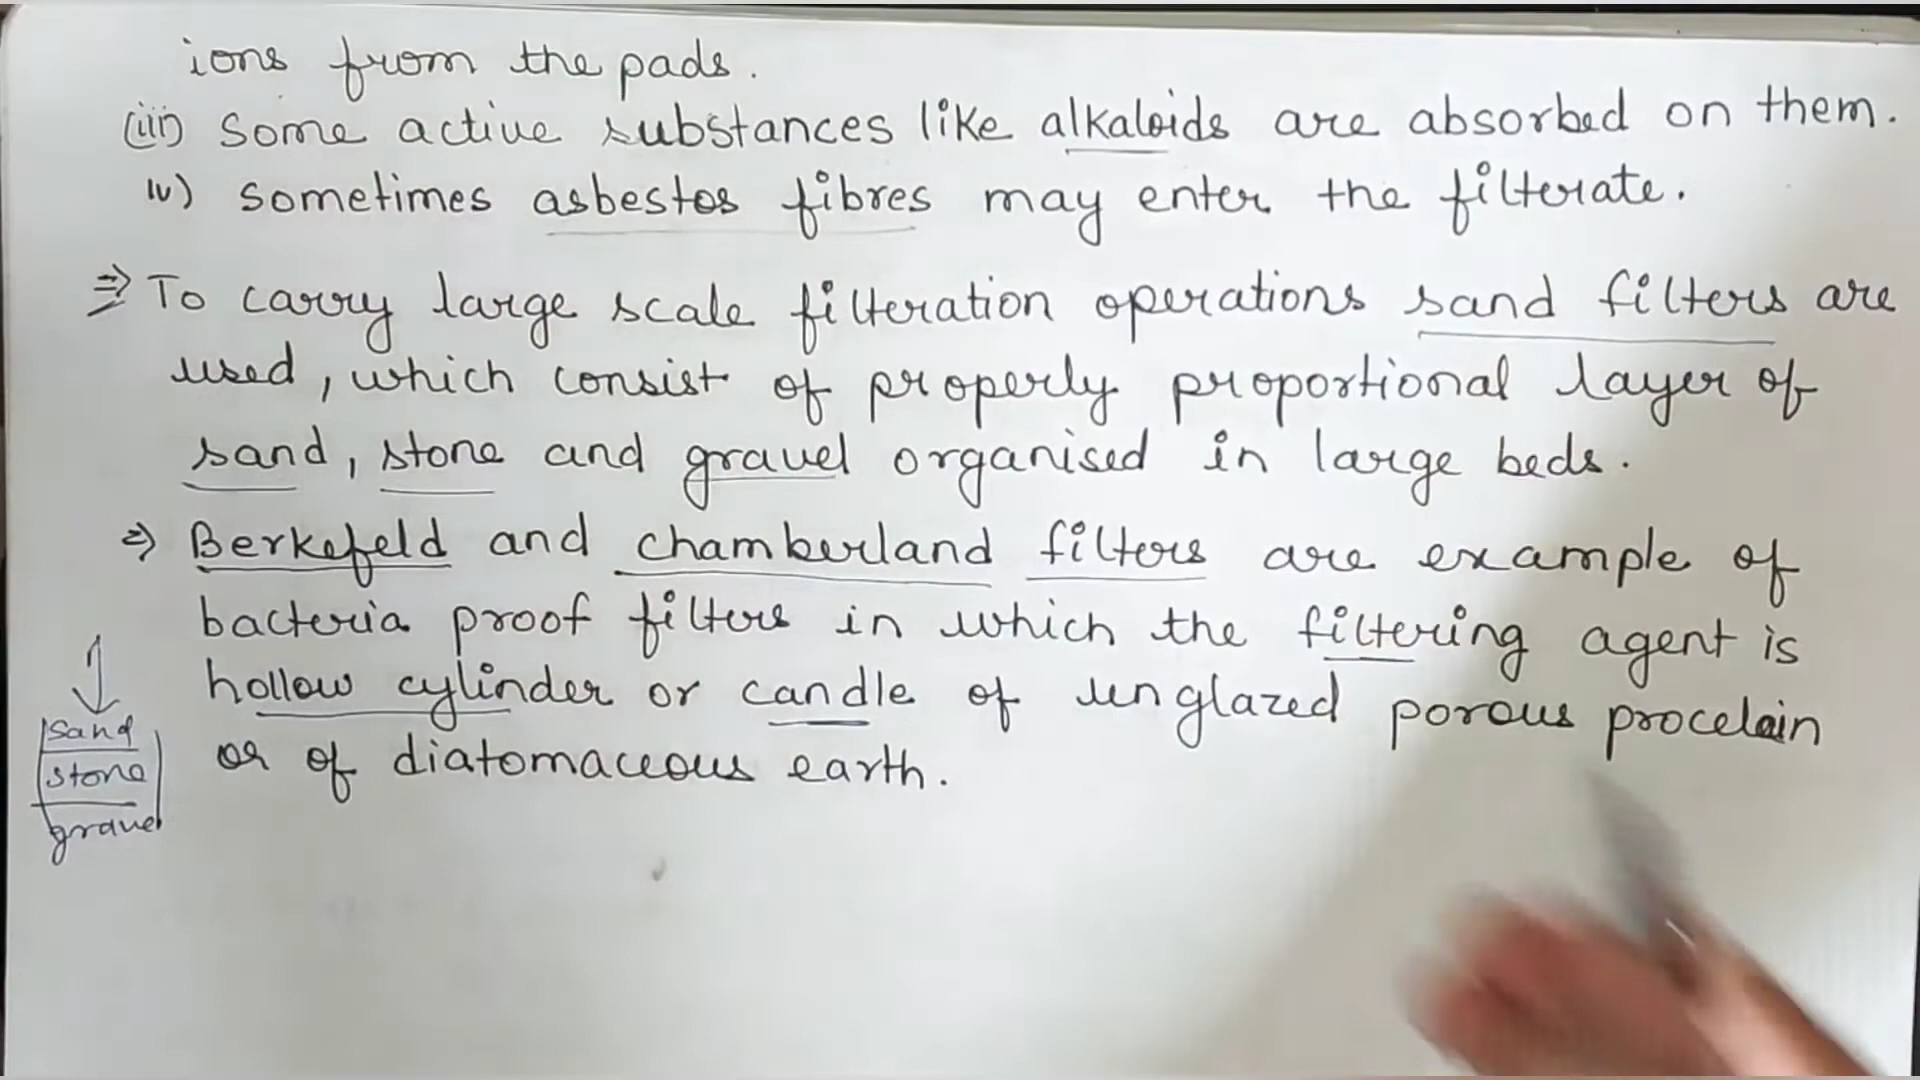 ions from the pads.
(iii) Some active substances like alkaloids are absorbed on them.
iv) sometimes asbestos fibres may enter the filterate.
⇒ To carry large scale filteration operations sand filters are
used, which consist of properly proportional layer of
sand, stone and gravel organised in large beds.
⇒ Berkefeld and chamberland filters are example of
bacteria proof filters in which the filtering agent is
hollow cylinder or candle of unglazed porous procelain
or of diatomaceous earth.
↓
Sand
stone
gravel